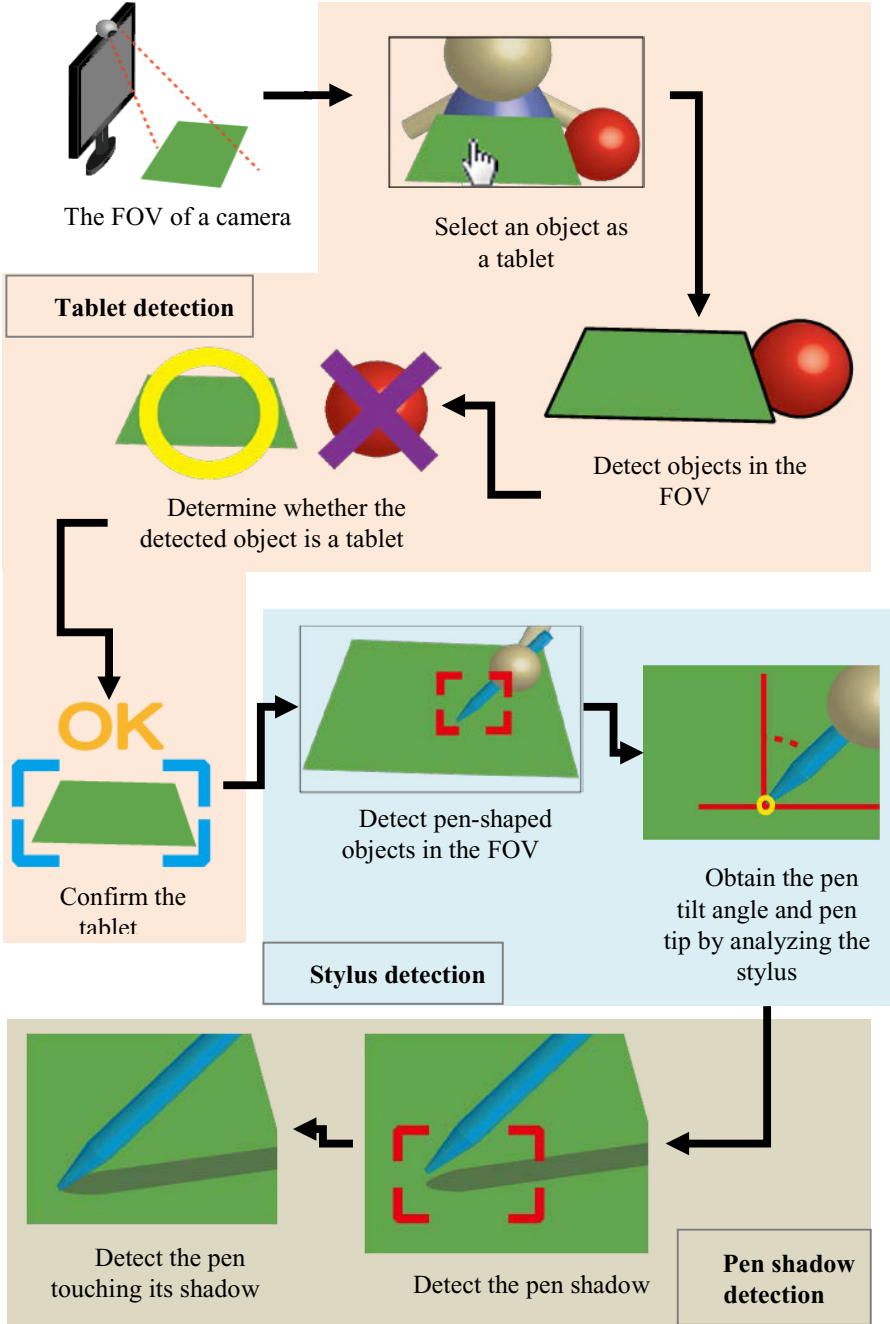 The FOV of a camera
Select an object as
a tablet
Tablet detection
Detect objects in the
FOV
Determine whether the
detected object is a tablet
OK
Confirm the
tablet
Detect pen-shaped
objects in the FOV
Obtain the pen
tilt angle and pen
tip by analyzing the
stylus
Stylus detection
Detect the pen shadow
Detect the pen
touching its shadow
Pen shadow
detection